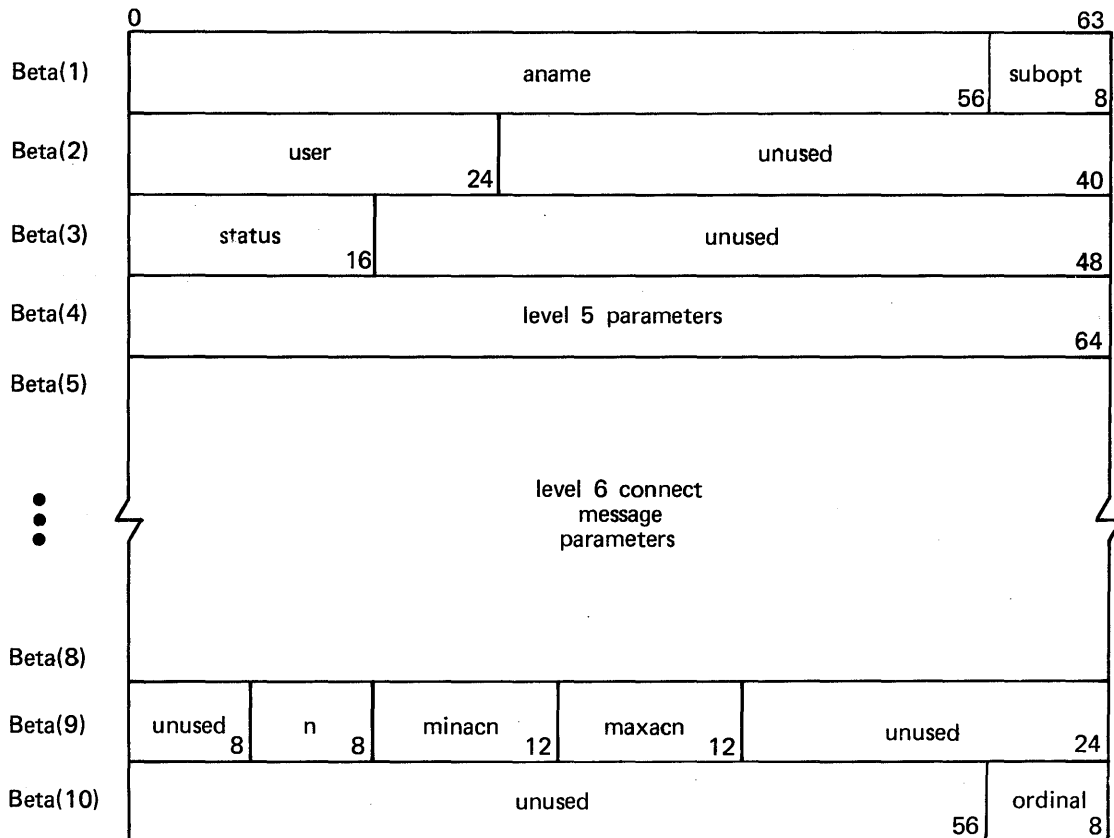 0 63
Beta(1) aname 56 subopt 8
Beta(2) user 24 unused 40
Beta(3) status 16 unused 48
Beta(4) level 5 parameters 64
Beta(5)
level 6 connect
message
parameters
Beta(8)
Beta(9) unused 8 n 8 minacn 12 maxacn 12 unused 24
Beta(10) unused 56 ordinal 8